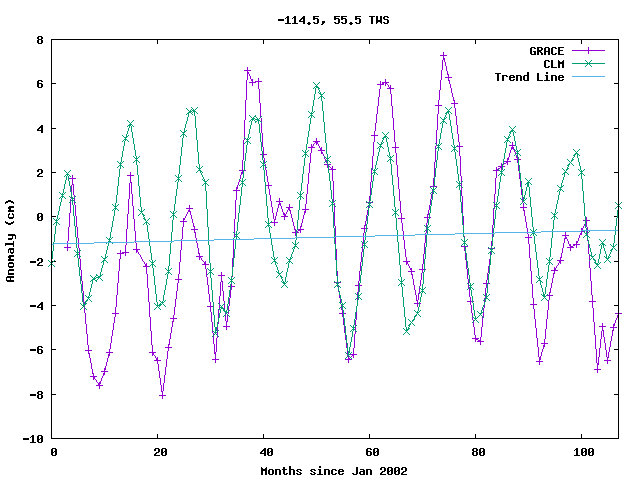 -114.5, 55.5 TWS
GRACE
CLM
Trend Line
8
6
4
2
0
-2
-4
-6
-8
-10
Anomaly (cm)
0 20 40 60 80 100
Months since Jan 2002